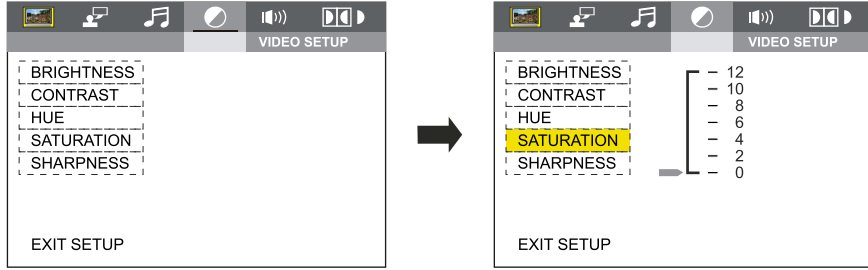 VIDEO SETUP
BRIGHTNESS
CONTRAST
HUE
SATURATION
SHARPNESS
EXIT SETUP
VIDEO SETUP
BRIGHTNESS
CONTRAST
HUE
SATURATION
SHARPNESS
12
10
8
6
4
2
0
EXIT SETUP